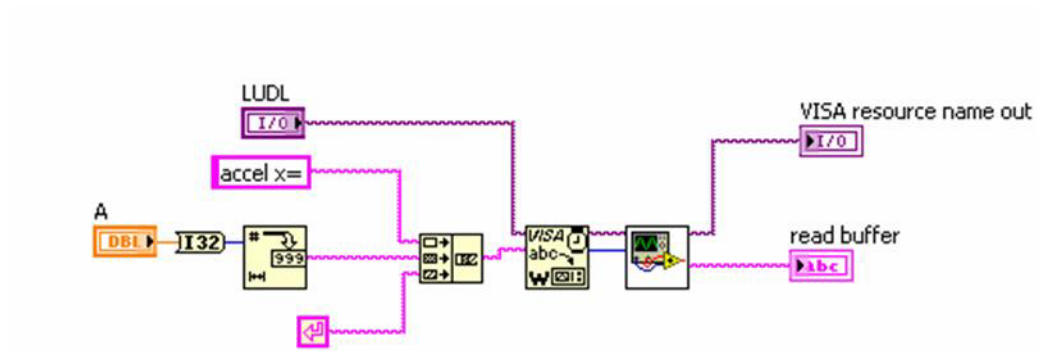 LUDL
I/O
VISA resource name out
I/O
accel x=
A
DBL
I32
#
999
VISA
abc
W
read buffer
abc